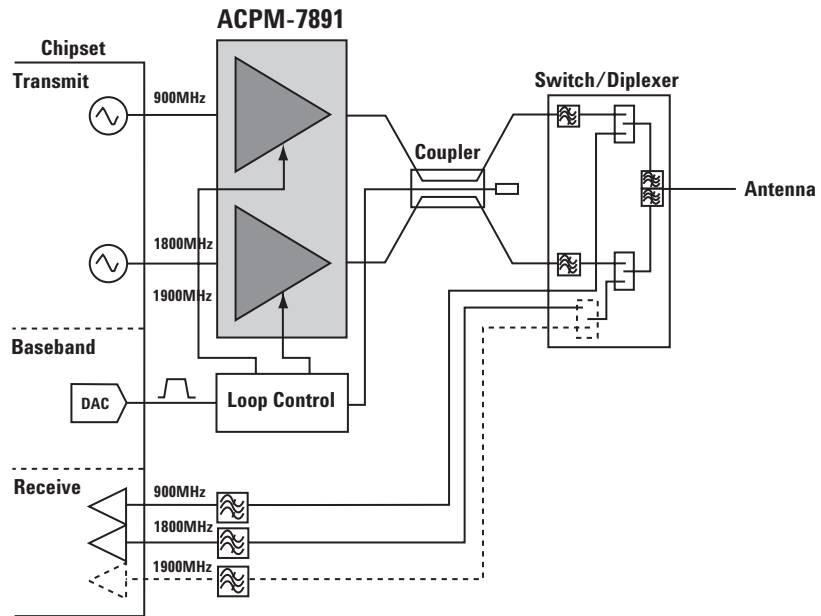 ACPM-7891
Chipset
Transmit
900MHz
Switch/Diplexer
Coupler
Antenna
1800MHz
1900MHz
Baseband
DAC
Loop Control
Receive
900MHz
1800MHz
1900MHz